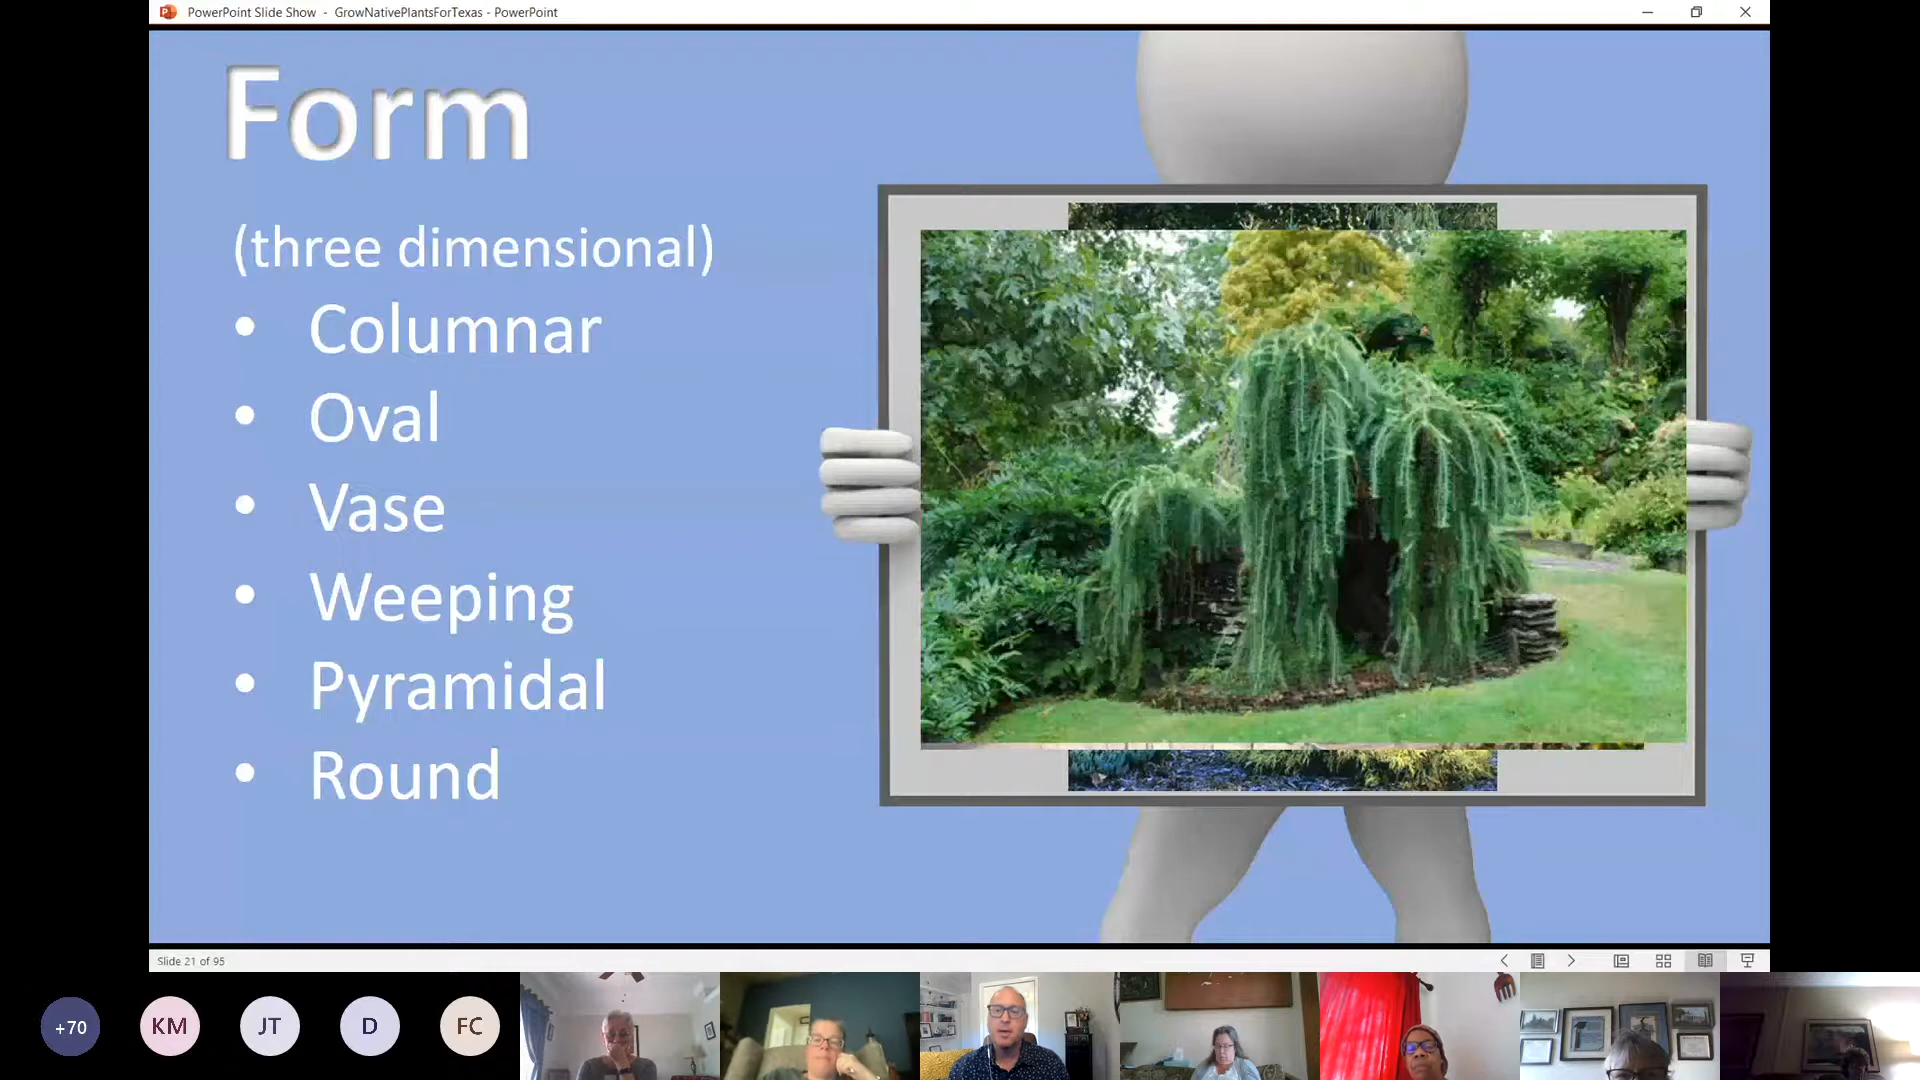 PowerPoint Slide Show - GrowNativePlantsForTexas - PowerPoint
Form
(three dimensional)
• Columnar
• Oval
• Vase
• Weeping
• Pyramidal
• Round
Slide 21 of 95
+70
KM
JT
D
FC